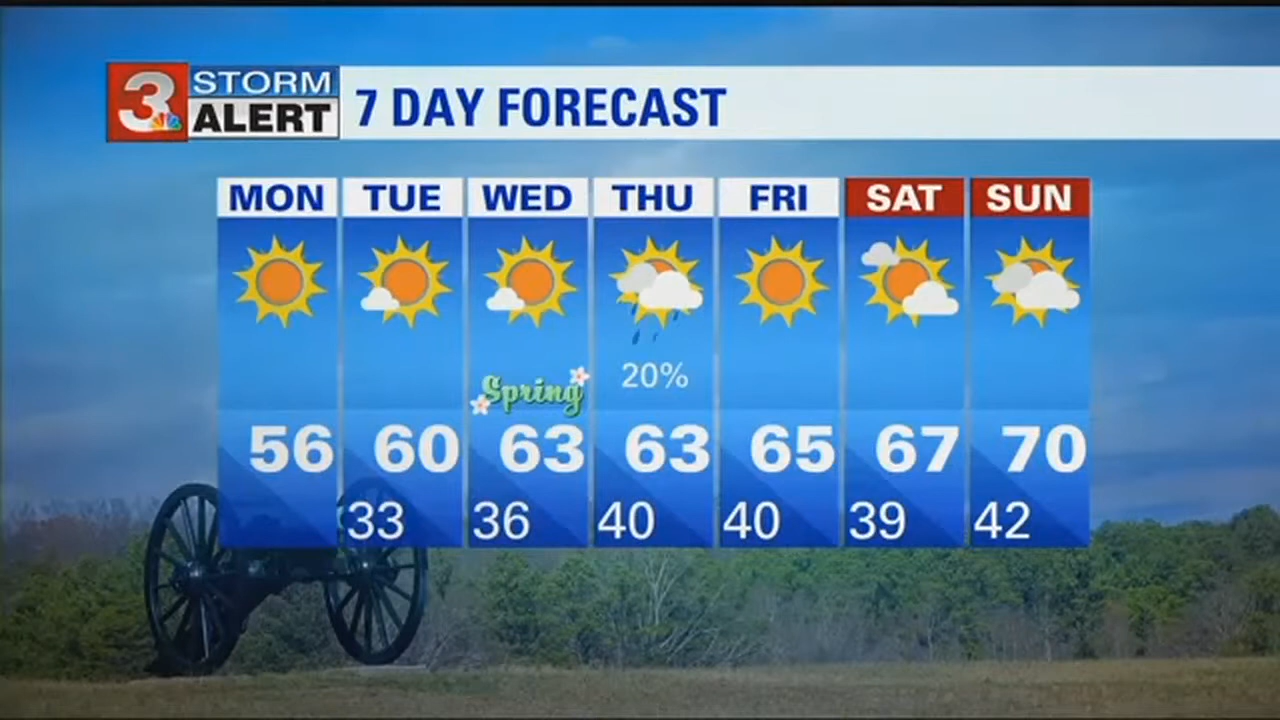 3 STORM ALERT
7 DAY FORECAST
MON TUE WED THU FRI SAT SUN
Spring 20%
56 60 63 63 65 67 70
33 36 40 40 39 42